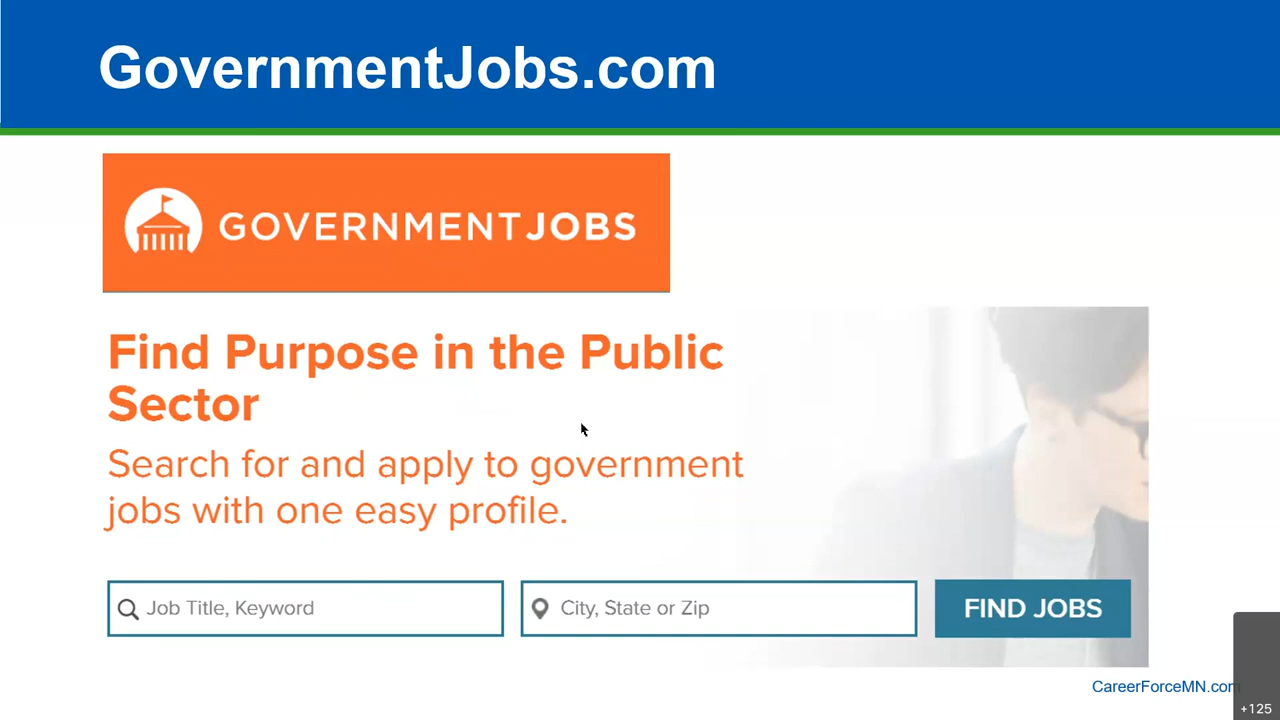 GovernmentJobs.com
GOVERNMENTJOBS
Find Purpose in the Public
Sector
Search for and apply to government
jobs with one easy profile.
Job Title, Keyword
City, State or Zip
FIND JOBS
CareerForceMN.com
+125